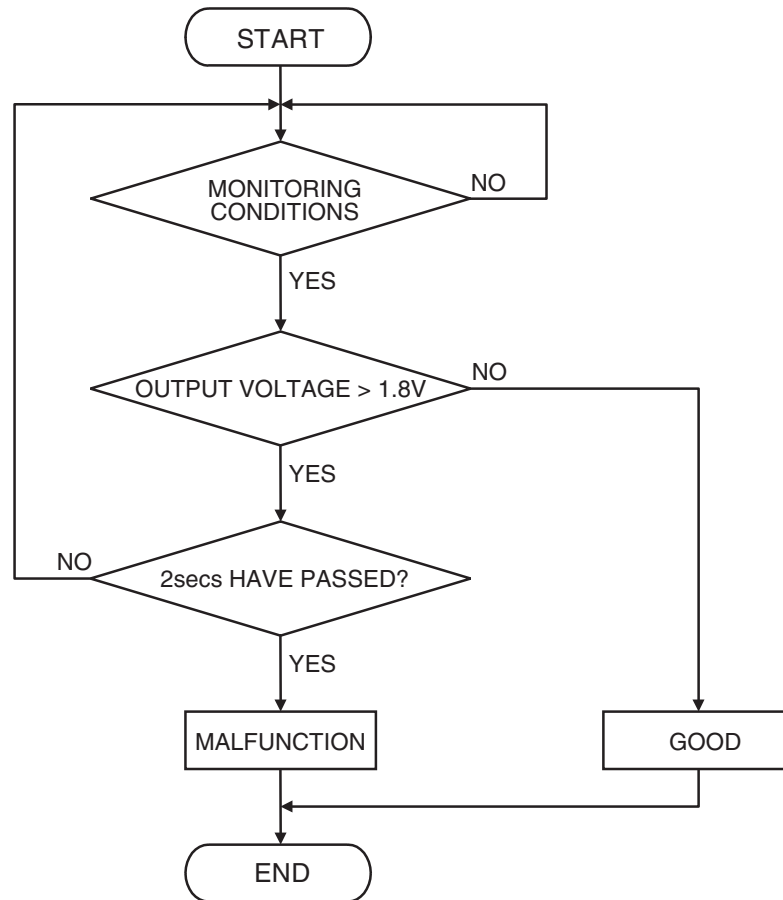 START
MONITORING
CONDITIONS
NO
YES
OUTPUT VOLTAGE > 1.8V
NO
YES
2secs HAVE PASSED?
NO
YES
MALFUNCTION
GOOD
END